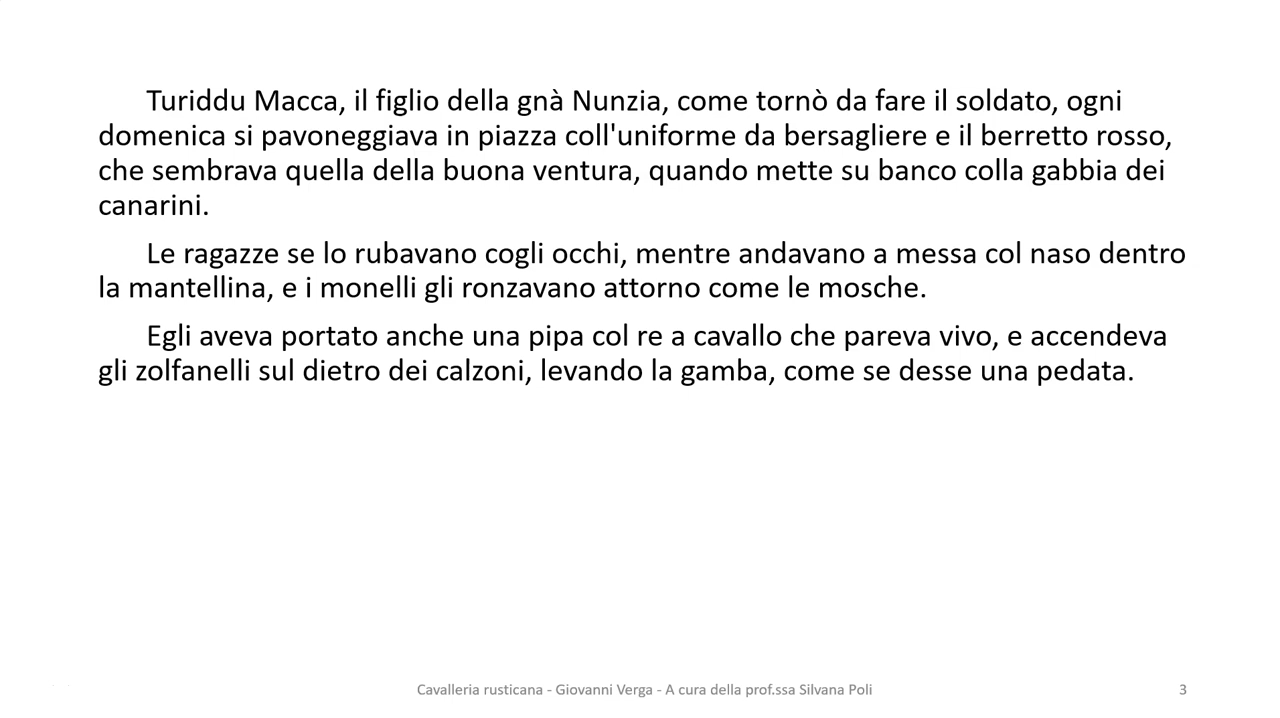 Turiddu Macca, il figlio della gnà Nunzia, come tornò da fare il soldato, ogni
domenica si pavoneggiava in piazza coll'uniforme da bersagliere e il berretto rosso,
che sembrava quella della buona ventura, quando mette su banco colla gabbia dei
canarini.
Le ragazze se lo rubavano cogli occhi, mentre andavano a messa col naso dentro
la mantellina, e i monelli gli ronzavano attorno come le mosche.
Egli aveva portato anche una pipa col re a cavallo che pareva vivo, e accendeva
gli zolfanelli sul dietro dei calzoni, levando la gamba, come se desse una pedata.
Cavalleria rusticana - Giovanni Verga - A cura della prof.ssa Silvana Poli
3